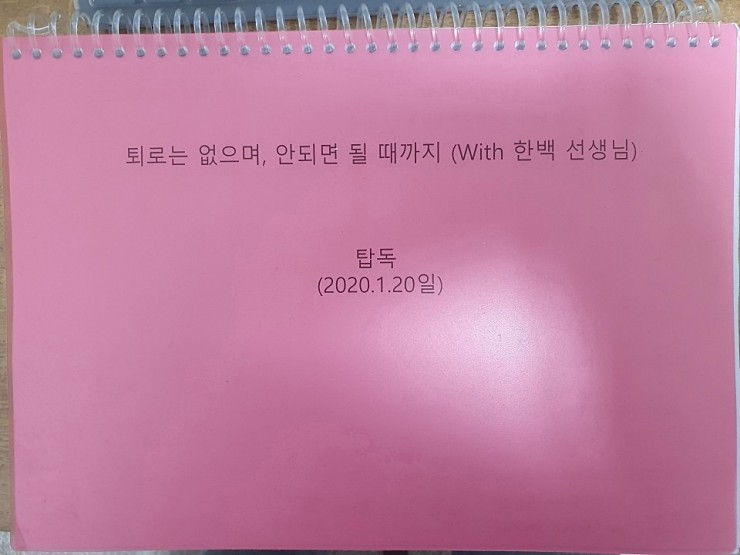 퇴로는 없으며, 안되면 될 때까지 (With 한백 선생님)
탑독
(2020.1.20일)